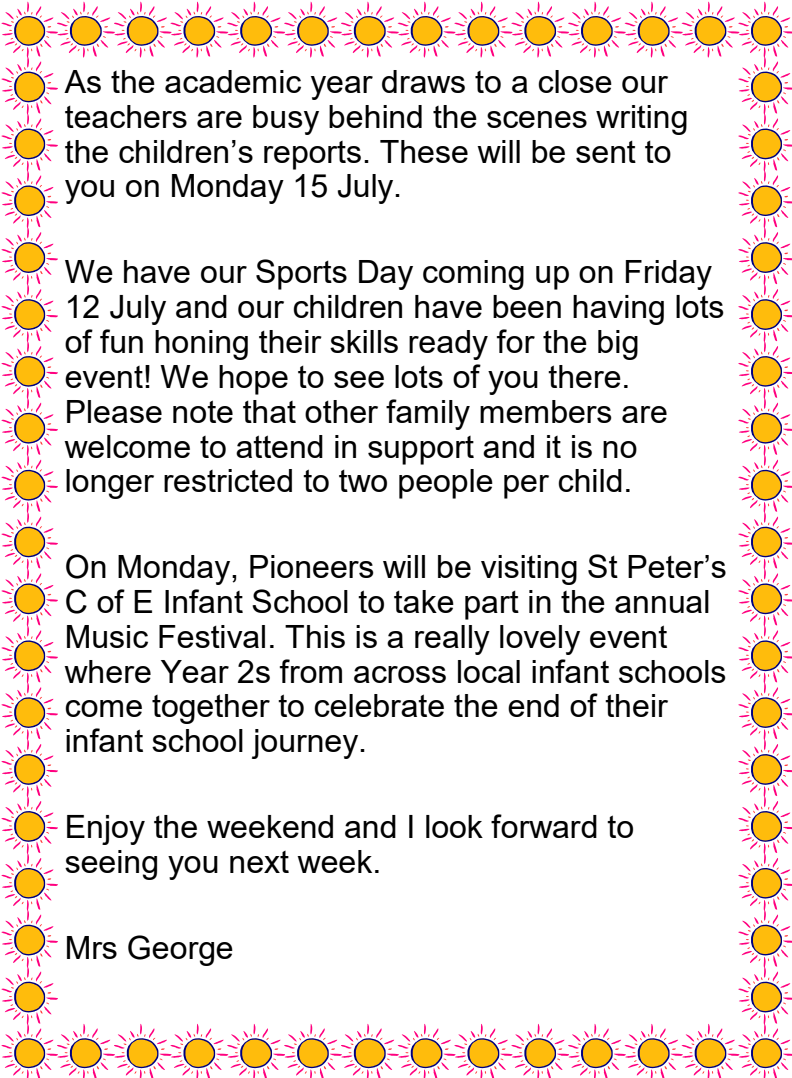 As the academic year draws to a close our
teachers are busy behind the scenes writing
the children’s reports. These will be sent to
you on Monday 15 July.
We have our Sports Day coming up on Friday
12 July and our children have been having lots
of fun honing their skills ready for the big
event! We hope to see lots of you there.
Please note that other family members are
welcome to attend in support and it is no
longer restricted to two people per child.
On Monday, Pioneers will be visiting St Peter’s
C of E Infant School to take part in the annual
Music Festival. This is a really lovely event
where Year 2s from across local infant schools
come together to celebrate the end of their
infant school journey.
Enjoy the weekend and I look forward to
seeing you next week.
Mrs George